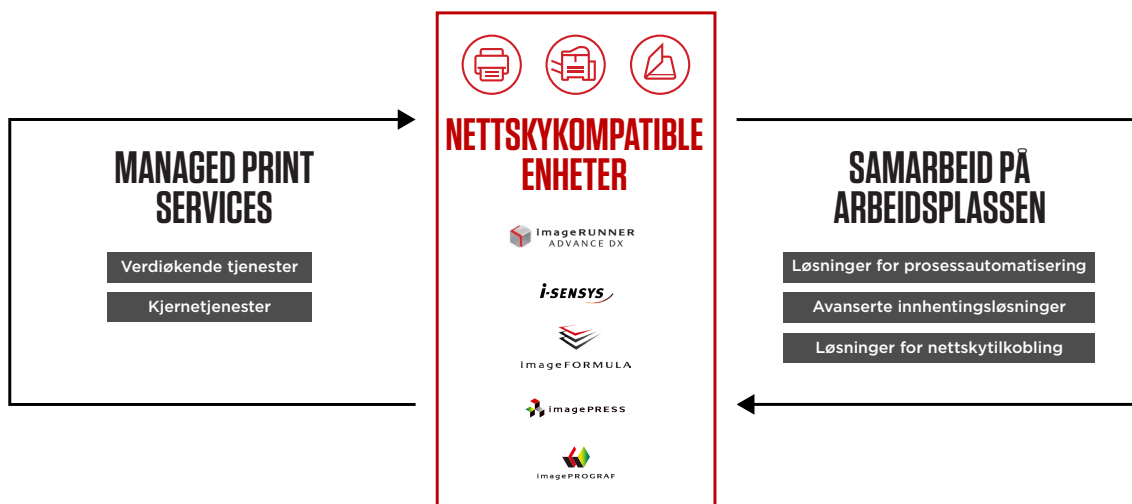 MANAGED PRINT
SERVICES
Verdiøkende tjenester
Kjernetjenester
NETTSKYKOMPATIBLE
ENHETER
imageRUNNER
ADVANCE DX
i-SENSYS
imageFORMULA
imagePRESS
imagePROGRAF
SAMARBEID PÅ
ARBEIDSPLASSEN
Løsninger for prosessautomatisering
Avanserte innhentingsløsninger
Løsninger for nettskytilkobling